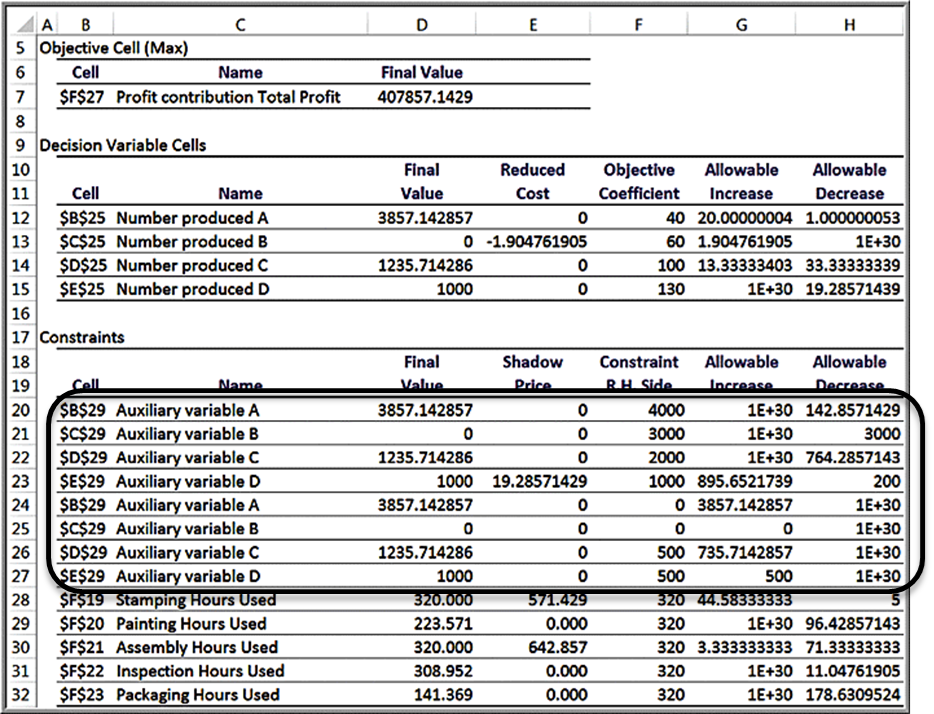 A B C D E F G H
5 Objective Cell (Max)
6 Cell Name Final Value
7 $F$27 Profit contribution Total Profit 407857.1429
8
9 Decision Variable Cells
10 Final Reduced Objective Allowable Allowable
11 Cell Name Value Cost Coefficient Increase Decrease
12 $B$25 Number produced A 3857.142857 0 40 20.00000004 1.000000053
13 $C$25 Number produced B 0 -1.904761905 60 1.904761905 1E+30
14 $D$25 Number produced C 1235.714286 0 100 13.33333403 33.33333339
15 $E$25 Number produced D 1000 0 130 1E+30 19.28571439
16
17 Constraints
18 Final Shadow Constraint Allowable Allowable
19 Cell Name Value Price R.H. Side Increase Decrease
20 $B$29 Auxiliary variable A 3857.142857 0 4000 1E+30 142.8571429
21 $C$29 Auxiliary variable B 0 0 3000 1E+30 3000
22 $D$29 Auxiliary variable C 1235.714286 0 2000 1E+30 764.2857143
23 $E$29 Auxiliary variable D 1000 19.28571429 1000 895.6521739 200
24 $B$29 Auxiliary variable A 3857.142857 0 0 3857.142857 1E+30
25 $C$29 Auxiliary variable B 0 0 0 0 1E+30
26 $D$29 Auxiliary variable C 1235.714286 0 500 735.7142857 1E+30
27 $E$29 Auxiliary variable D 1000 0 500 500 1E+30
28 $F$19 Stamping Hours Used 320.000 571.429 320 44.58333333 5
29 $F$20 Painting Hours Used 223.571 0.000 320 1E+30 96.42857143
30 $F$21 Assembly Hours Used 320.000 642.857 320 3.333333333 71.33333333
31 $F$22 Inspection Hours Used 308.952 0.000 320 1E+30 11.04761905
32 $F$23 Packaging Hours Used 141.369 0.000 320 1E+30 178.6309524